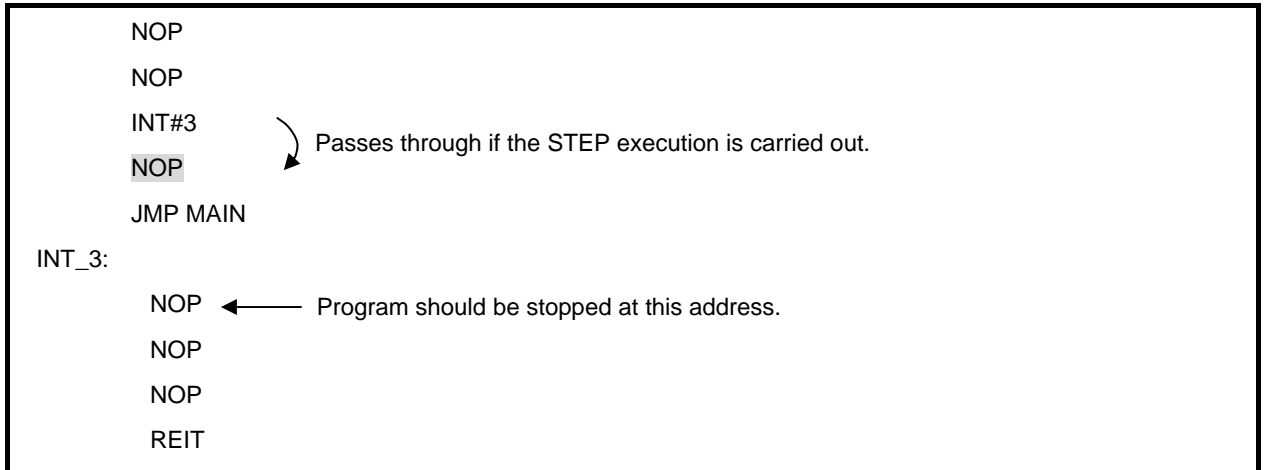 NOP
NOP
INT#3
Passes through if the STEP execution is carried out.
NOP
JMP MAIN
INT_3:
NOP
Program should be stopped at this address.
NOP
NOP
REIT